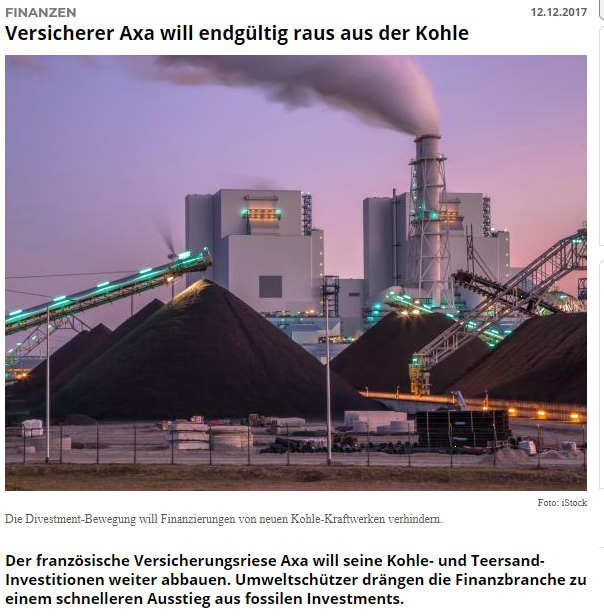 FINANZEN
12.12.2017
Versicherer Axa will endgültig raus aus der Kohle
Foto: iStock
Die Divestment-Bewegung will Finanzierungen von neuen Kohle-Kraftwerken verhindern.
Der französische Versicherungsriese Axa will seine Kohle- und Teersand-
Investitionen weiter abbauen. Umweltschützer drängen die Finanzbranche zu
einem schnelleren Ausstieg aus fossilen Investments.